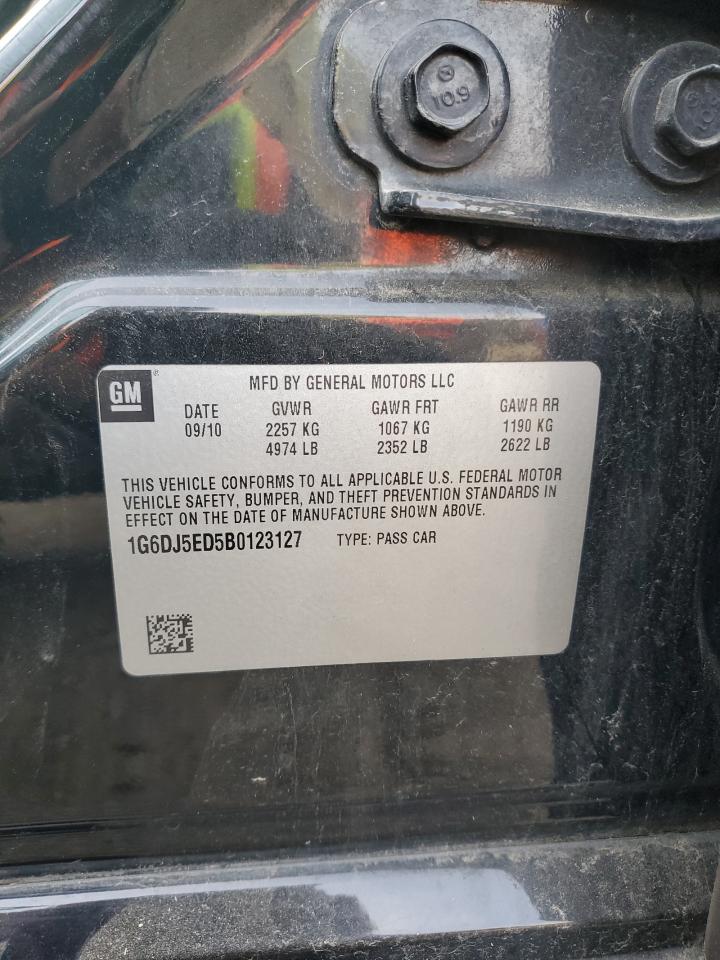 10.9
GM
®
MFD BY GENERAL MOTORS LLC
DATE GVWR GAWR FRT GAWR RR
09/10 2257 KG 1067 KG 1190 KG
4974 LB 2352 LB 2622 LB
THIS VEHICLE CONFORMS TO ALL APPLICABLE U.S. FEDERAL MOTOR
VEHICLE SAFETY, BUMPER, AND THEFT PREVENTION STANDARDS IN
EFFECT ON THE DATE OF MANUFACTURE SHOWN ABOVE.
1G6DJ5ED5B0123127 TYPE: PASS CAR